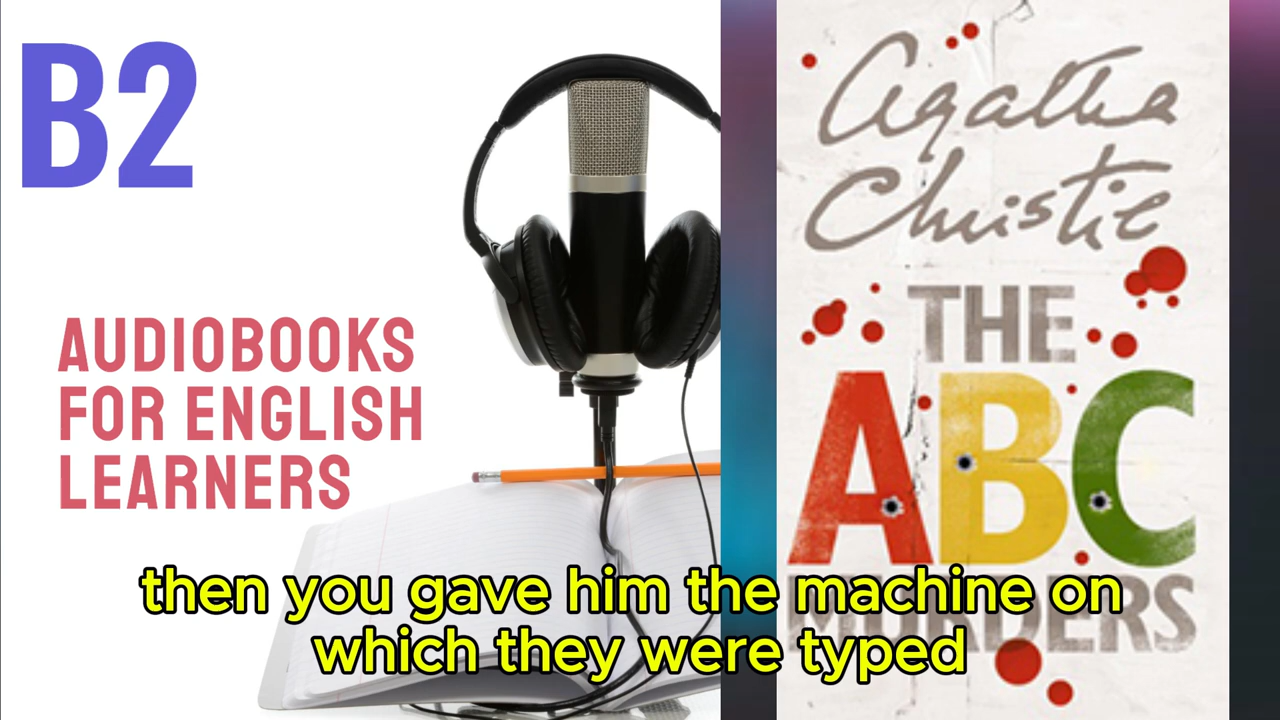 B2
AUDIOBOOKS
FOR ENGLISH
LEARNERS
Agatha
Christie
THE
ABC
MURDERS
then you gave him the machine on
which they were typed